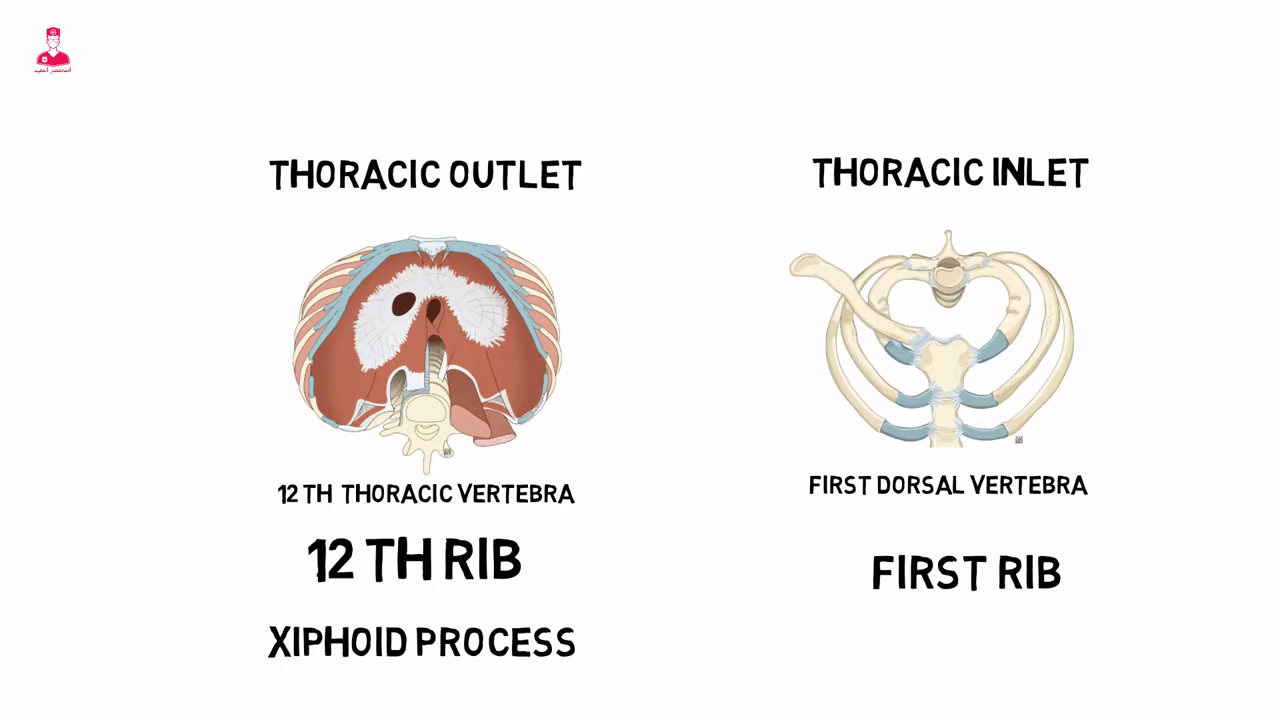 THORACIC OUTLET
12 TH THORACIC VERTEBRA
12 TH RIB
XIPHOID PROCESS
THORACIC INLET
FIRST DORSAL VERTEBRA
FIRST RIB